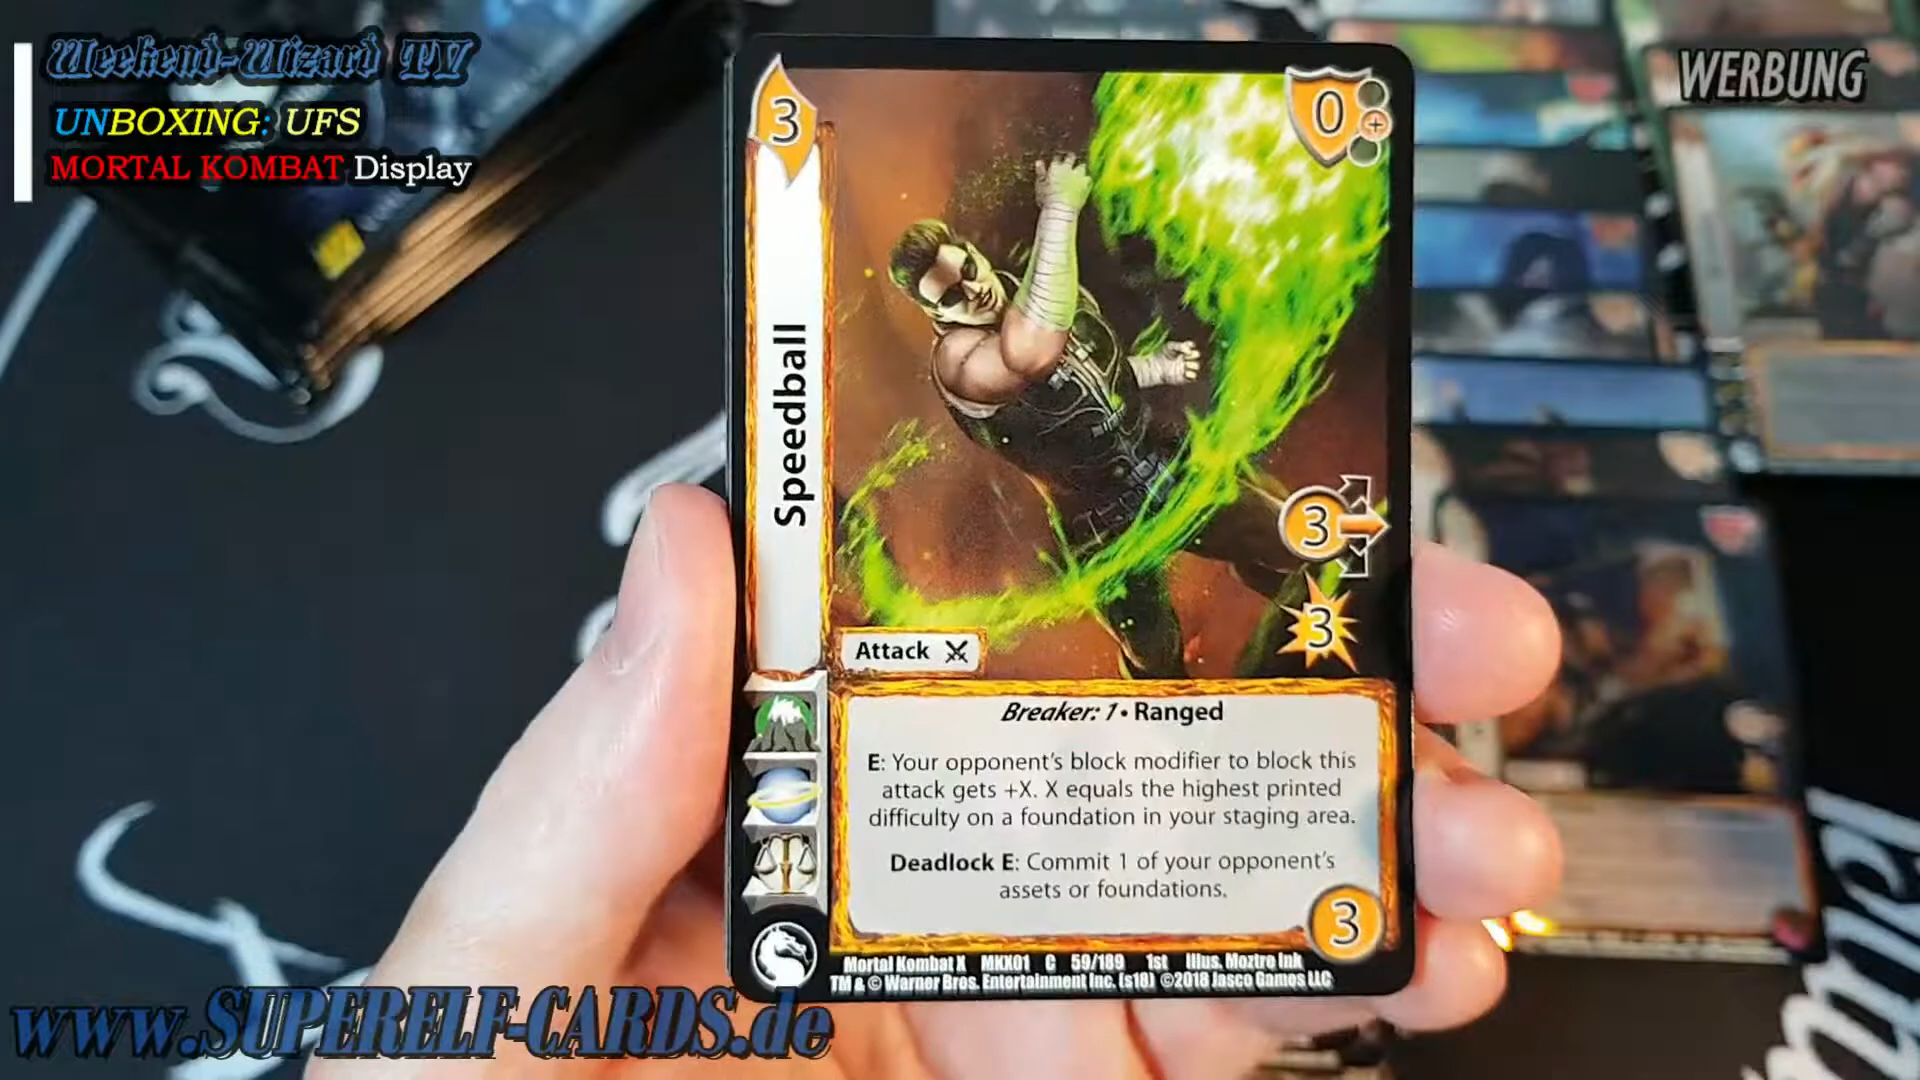 Weekend-Wizard TV
UNBOXING: UFS
MORTAL KOMBAT Display
WERBUNG
3
0
+
Speedball
3
3
Attack
Breaker: 1 • Ranged
E: Your opponent's block modifier to block this
attack gets +X. X equals the highest printed
difficulty on a foundation in your staging area.
Deadlock E: Commit 1 of your opponent's
assets or foundations.
3
Mortal Kombat X MKX01 C 59/189 1st Illus. Moztro Ink
TM & © Warner Bros. Entertainment Inc. (s18) ©2018 Jasco Games LLC
www.SUPERELF-CARDS.de